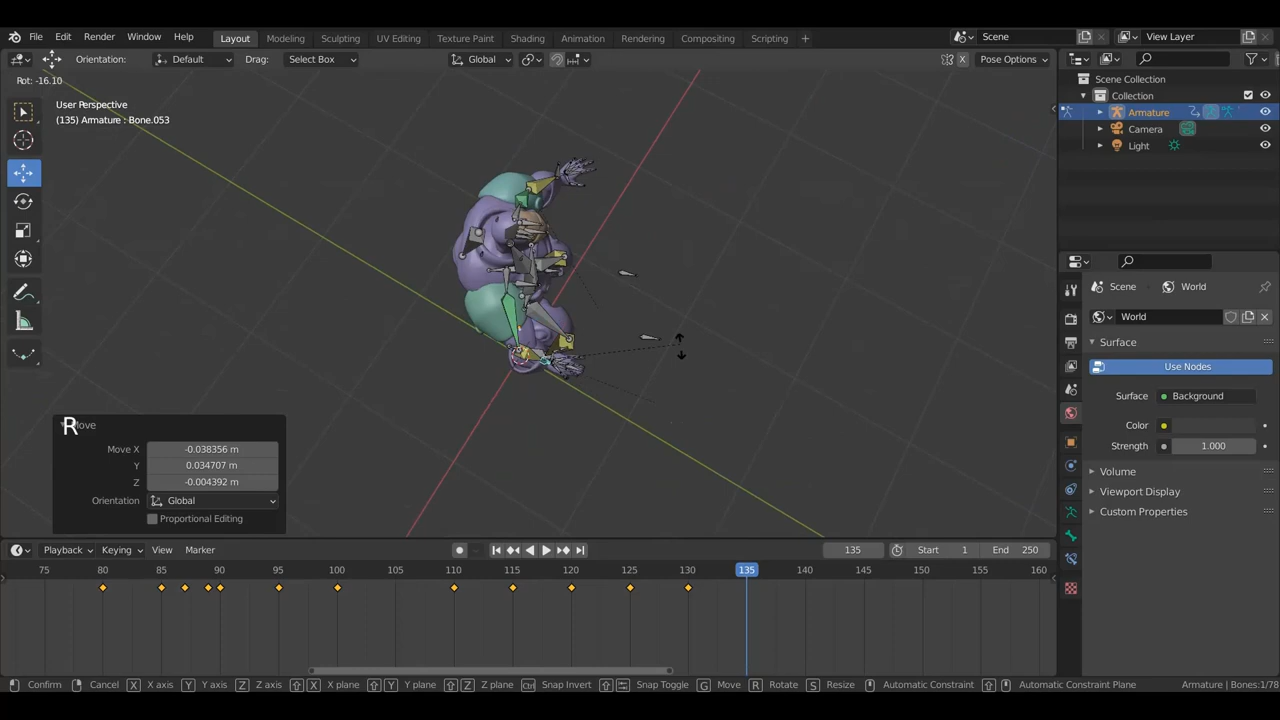 File Edit Render Window Help Layout Modeling Sculpting UV Editing Texture Paint Shading Animation Rendering Compositing Scripting + Scene View Layer
Orientation: Default Drag: Select Box Global X Pose Options
Rot: -16.10
User Perspective
(135) Armature : Bone.053
Scene Collection
Collection
Armature
Camera
Light
Scene World
World
Surface
Use Nodes
Surface Background
Color
Strength 1.000
Volume
Viewport Display
Custom Properties
R
Move X -0.038356 m
Y 0.034707 m
Z -0.004392 m
Orientation Global
Proportional Editing
Playback Keying View Marker 135 Start 1 End 250
75 80 85 90 95 100 105 110 115 120 125 130 135 140 145 150 155 160
Confirm Cancel X X axis Y Y axis Z Z axis X X plane Y Y plane Z Z plane Ctrl Snap Invert Snap Toggle G Move R Rotate S Resize Automatic Constraint Automatic Constraint Plane Armature | Bones:1/78